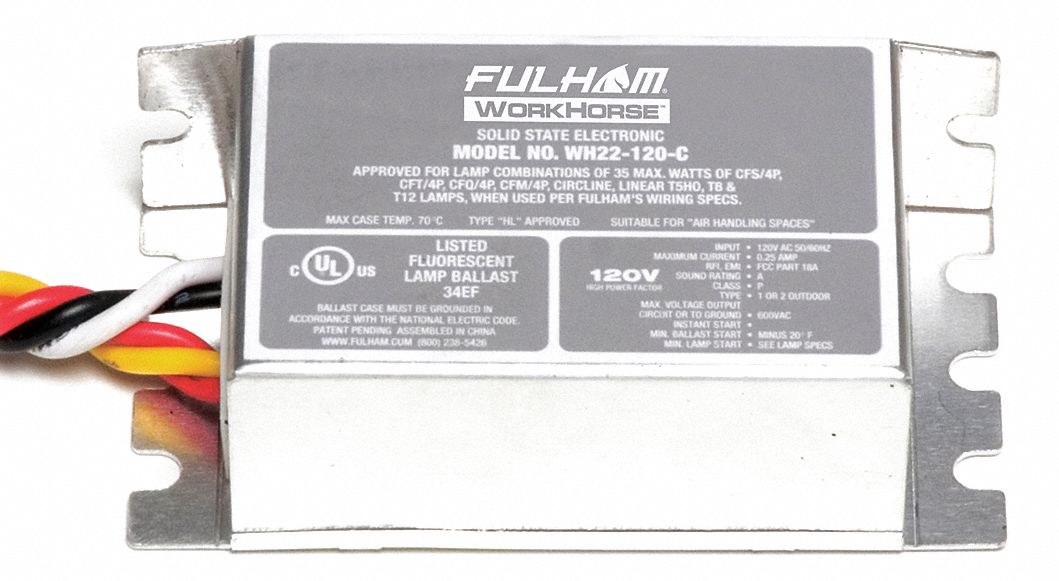 FULHAM®
WORKHORSE™
SOLID STATE ELECTRONIC
MODEL NO. WH22-120-C
APPROVED FOR LAMP COMBINATIONS OF 35 MAX. WATTS OF CFS/4P,
CFT/4P, CFQ/4P, CFM/4P, CIRCLINE, LINEAR T5HO, T8 &
T12 LAMPS, WHEN USED PER FULHAM'S WIRING SPECS.
MAX CASE TEMP. 70°C TYPE "HL" APPROVED SUITABLE FOR "AIR HANDLING SPACES"
C UL® US
LISTED
FLUORESCENT
LAMP BALLAST
34EF
BALLAST CASE MUST BE GROUNDED IN
ACCORDANCE WITH THE NATIONAL ELECTRIC CODE.
PATENT PENDING ASSEMBLED IN CHINA
WWW.FULHAM.COM (800) 238-5426
120V
HIGH POWER FACTOR
INPUT • 120V AC 50/60HZ
MAXIMUM CURRENT • 0.25 AMP
RFI, EMI • FCC PART 18A
SOUND RATING • A
CLASS • P
TYPE • 1 OR 2 OUTDOOR
MAX. VOLTAGE OUTPUT
CIRCUIT OR TO GROUND • 600VAC
INSTANT START •
MIN. BALLAST START • MINUS 20° F
MIN. LAMP START • SEE LAMP SPECS